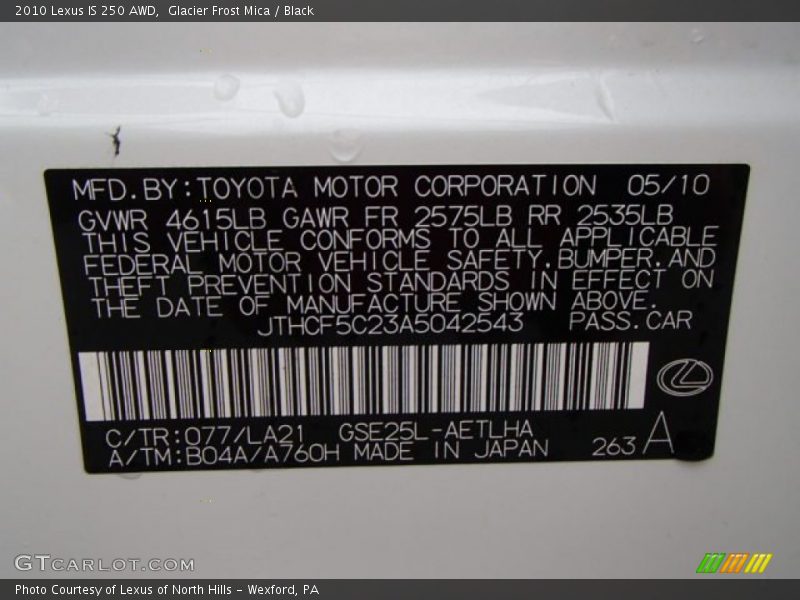 2010 Lexus IS 250 AWD,  Glacier Frost Mica / Black
MFD.BY:TOYOTA MOTOR CORPORATION 05/10
GVWR 4615LB GAWR FR 2575LB RR 2535LB
THIS VEHICLE CONFORMS TO ALL APPLICABLE
FEDERAL MOTOR VEHICLE SAFETY.BUMPER.AND
THEFT PREVENTION STANDARDS IN EFFECT ON
THE DATE OF MANUFACTURE SHOWN ABOVE.
JTHCF5C23A5042543 PASS.CAR
C/TR:077/LA21 GSE25L-AETLHA
A/TM:B04A/A760H MADE IN JAPAN 263 A
GTCARLOT.COM
Photo Courtesy of Lexus of North Hills - Wexford, PA